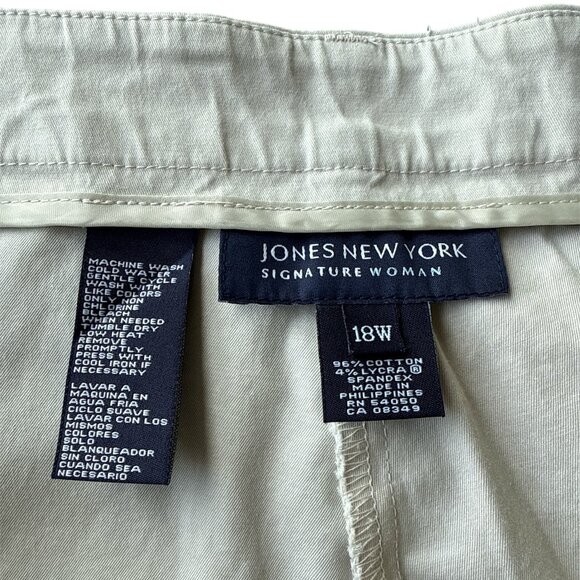 MACHINE WASH
COLD WATER
GENTLE CYCLE
WASH WITH
LIKE COLORS
ONLY NON
CHLORINE
BLEACH
WHEN NEEDED
TUMBLE DRY
LOW HEAT
REMOVE
PROMPTLY
PRESS WITH
COOL IRON IF
NECESSARY
LAVAR A
MAQUINA EN
AGUA FRIA
CICLO SUAVE
LAVAR CON LOS
MISMOS
COLORES
SOLO
BLANQUEADOR
SIN CLORO
CUANDO SEA
NECESARIO
JONES NEW YORK
SIGNATURE WOMAN
18W
96% COTTON
4% LYCRA ®
SPANDEX
MADE IN
PHILIPPINES
RN 54050
CA 08349